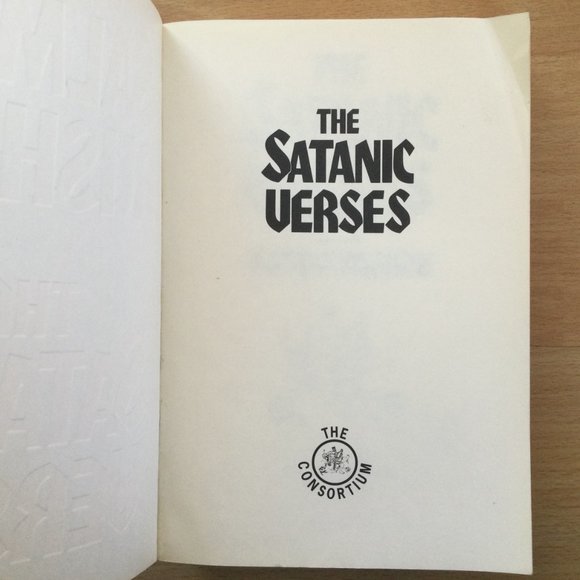 THE
SATANIC
VERSES
THE
CONSORTIUM